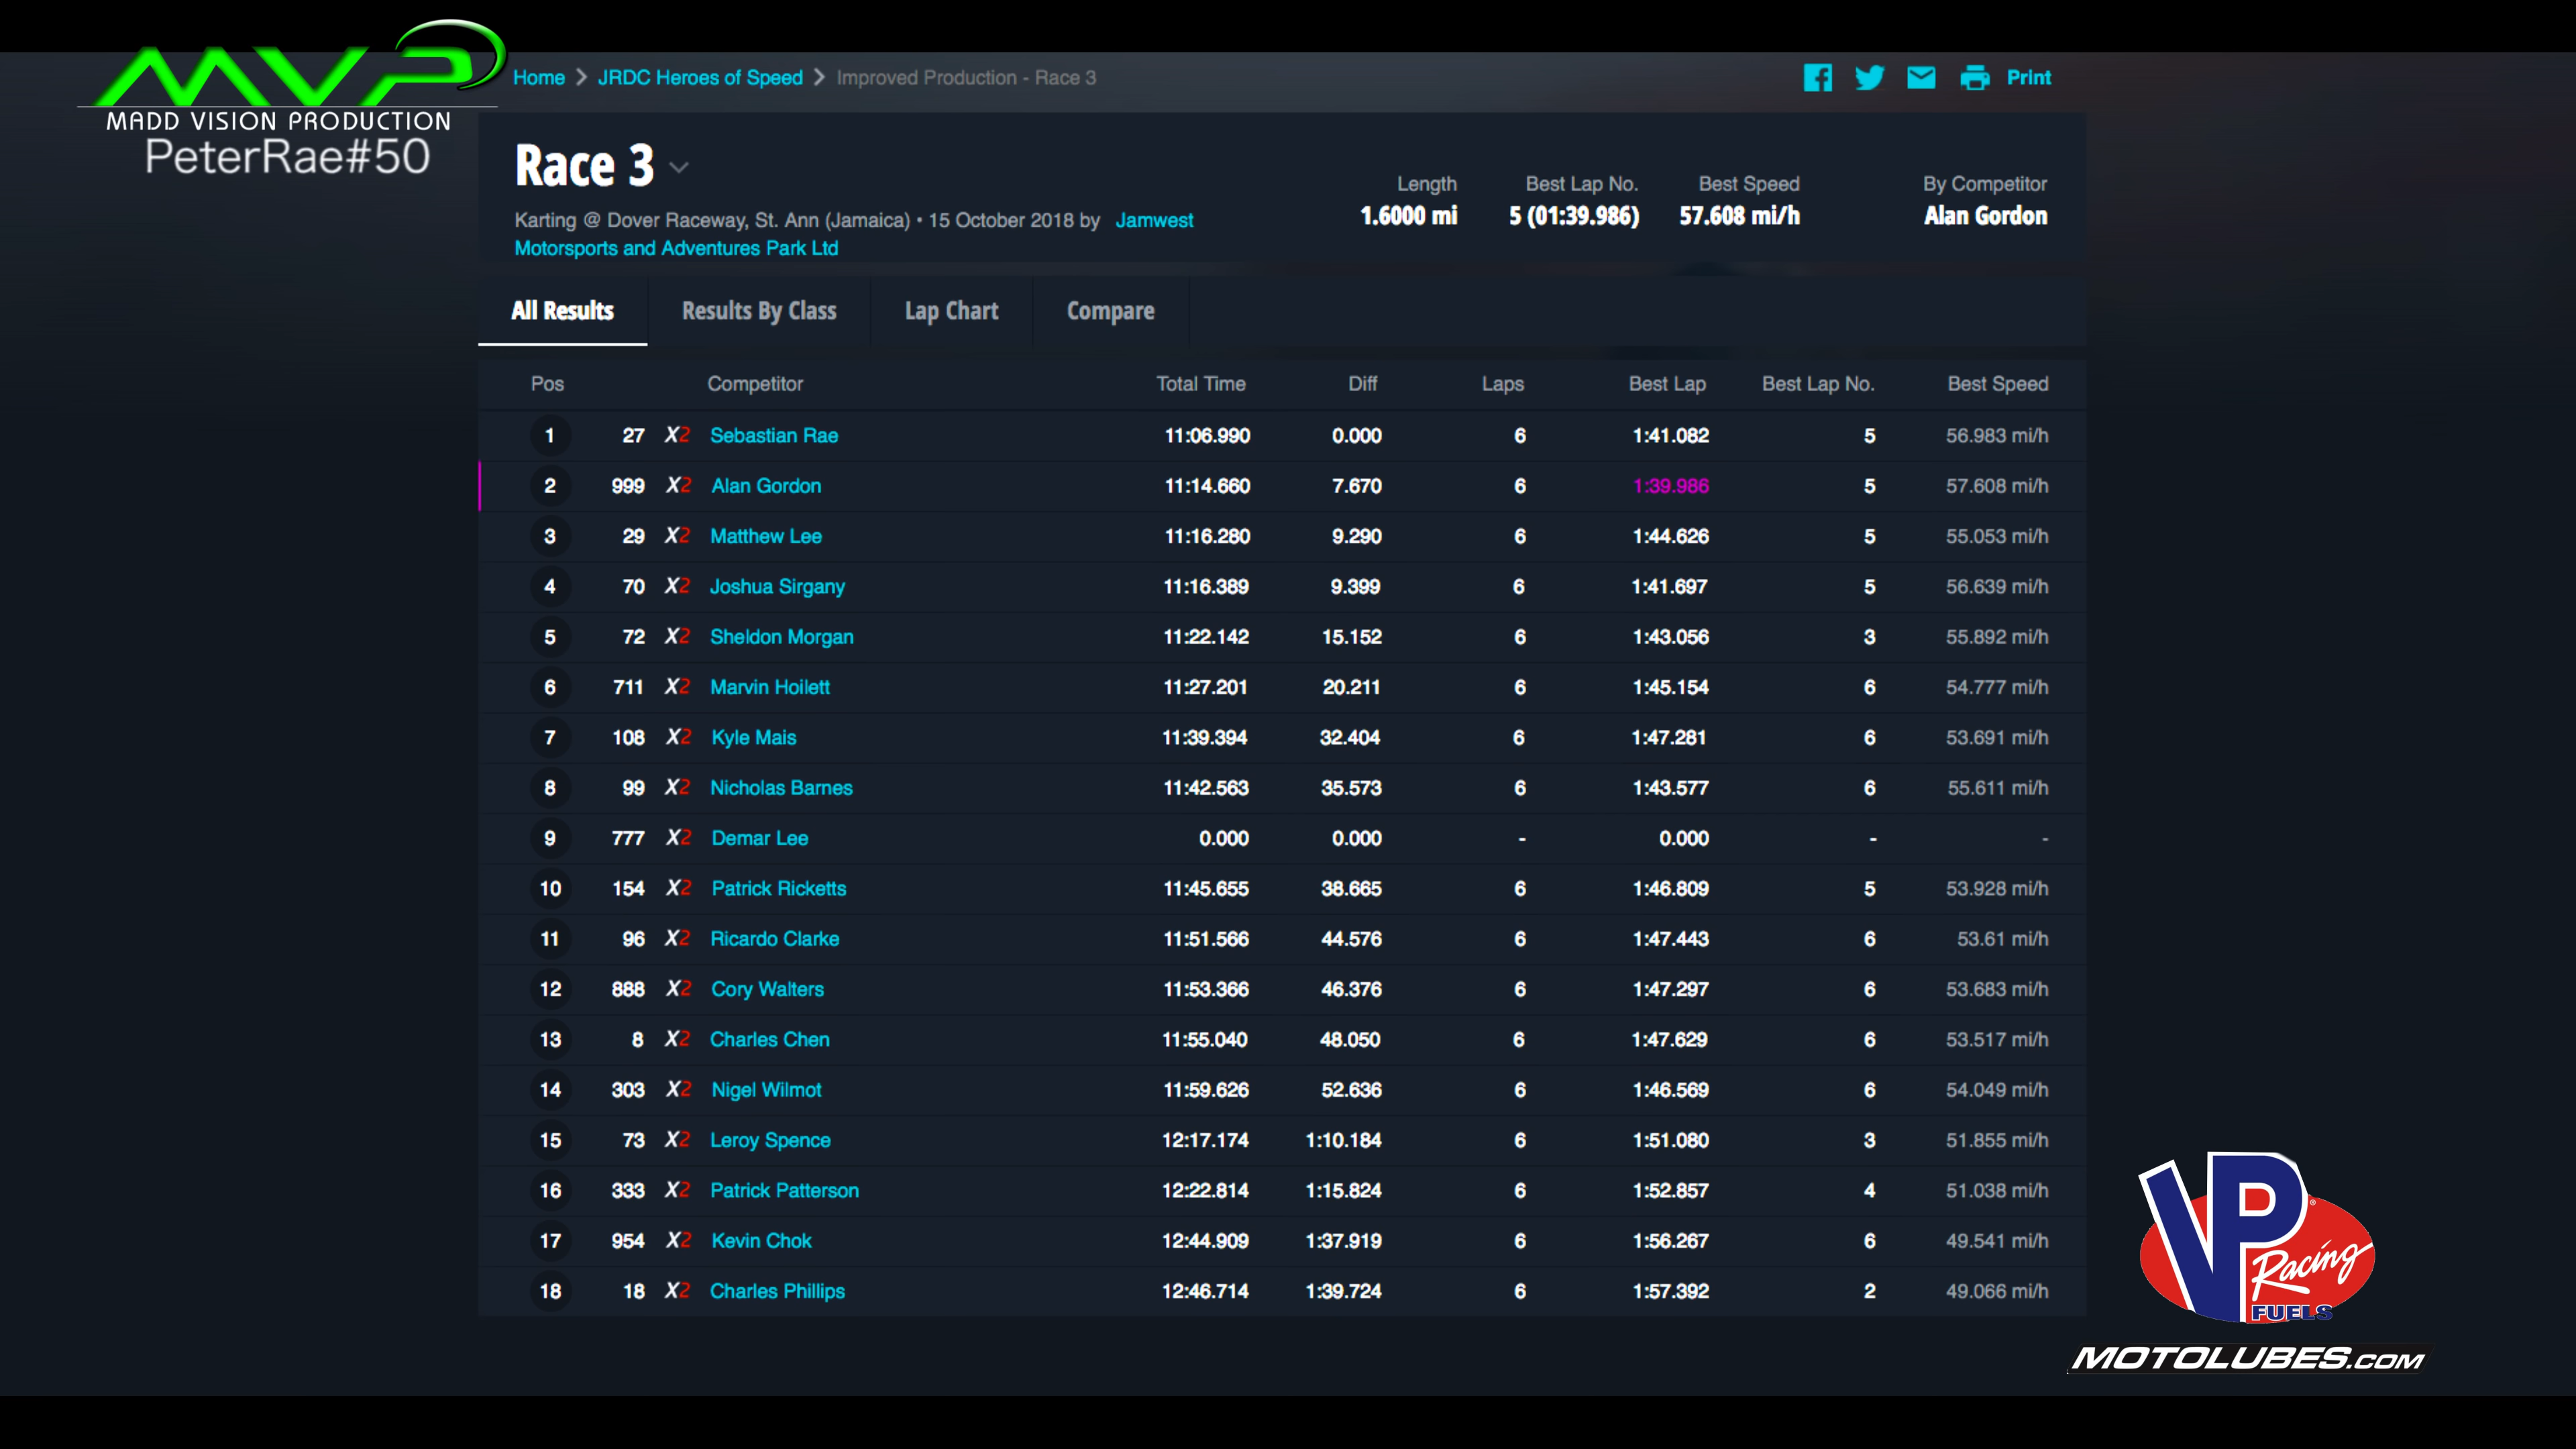 MVP
MADD VISION PRODUCTION
PeterRae#50
Home > JRDC Heroes of Speed > Improved Production - Race 3
Print
Race 3
Karting @ Dover Raceway, St. Ann (Jamaica) • 15 October 2018 by Jamwest
Motorsports and Adventures Park Ltd
Length Best Lap No. Best Speed By Competitor
1.6000 mi 5 (01:39.986) 57.608 mi/h Alan Gordon
All Results Results By Class Lap Chart Compare
Pos Competitor Total Time Diff Laps Best Lap Best Lap No. Best Speed
1 27 X2 Sebastian Rae 11:06.990 0.000 6 1:41.082 5 56.983 mi/h
2 999 X2 Alan Gordon 11:14.660 7.670 6 1:39.986 5 57.608 mi/h
3 29 X2 Matthew Lee 11:16.280 9.290 6 1:44.626 5 55.053 mi/h
4 70 X2 Joshua Sirgany 11:16.389 9.399 6 1:41.697 5 56.639 mi/h
5 72 X2 Sheldon Morgan 11:22.142 15.152 6 1:43.056 3 55.892 mi/h
6 711 X2 Marvin Hoilett 11:27.201 20.211 6 1:45.154 6 54.777 mi/h
7 108 X2 Kyle Mais 11:39.394 32.404 6 1:47.281 6 53.691 mi/h
8 99 X2 Nicholas Barnes 11:42.563 35.573 6 1:43.577 6 55.611 mi/h
9 777 X2 Demar Lee 0.000 0.000 - 0.000 - -
10 154 X2 Patrick Ricketts 11:45.655 38.665 6 1:46.809 5 53.928 mi/h
11 96 X2 Ricardo Clarke 11:51.566 44.576 6 1:47.443 6 53.61 mi/h
12 888 X2 Cory Walters 11:53.366 46.376 6 1:47.297 6 53.683 mi/h
13 8 X2 Charles Chen 11:55.040 48.050 6 1:47.629 6 53.517 mi/h
14 303 X2 Nigel Wilmot 11:59.626 52.636 6 1:46.569 6 54.049 mi/h
15 73 X2 Leroy Spence 12:17.174 1:10.184 6 1:51.080 3 51.855 mi/h
16 333 X2 Patrick Patterson 12:22.814 1:15.824 6 1:52.857 4 51.038 mi/h
17 954 X2 Kevin Chok 12:44.909 1:37.919 6 1:56.267 6 49.541 mi/h
18 18 X2 Charles Phillips 12:46.714 1:39.724 6 1:57.392 2 49.066 mi/h
VP®
Racing
FUELS
MOTOLUBES.COM